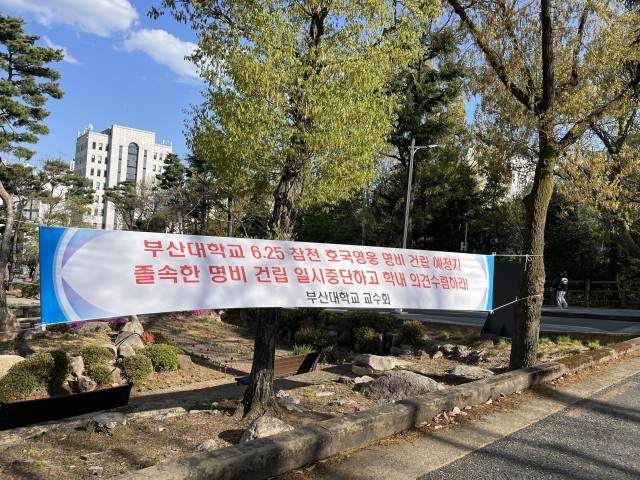 부산대학교 6.25 참전 호국영웅 명비 건립 예정지
졸속한 명비 건립 일시중단하고 학내 의견수렴하라!
부산대학교 교수회